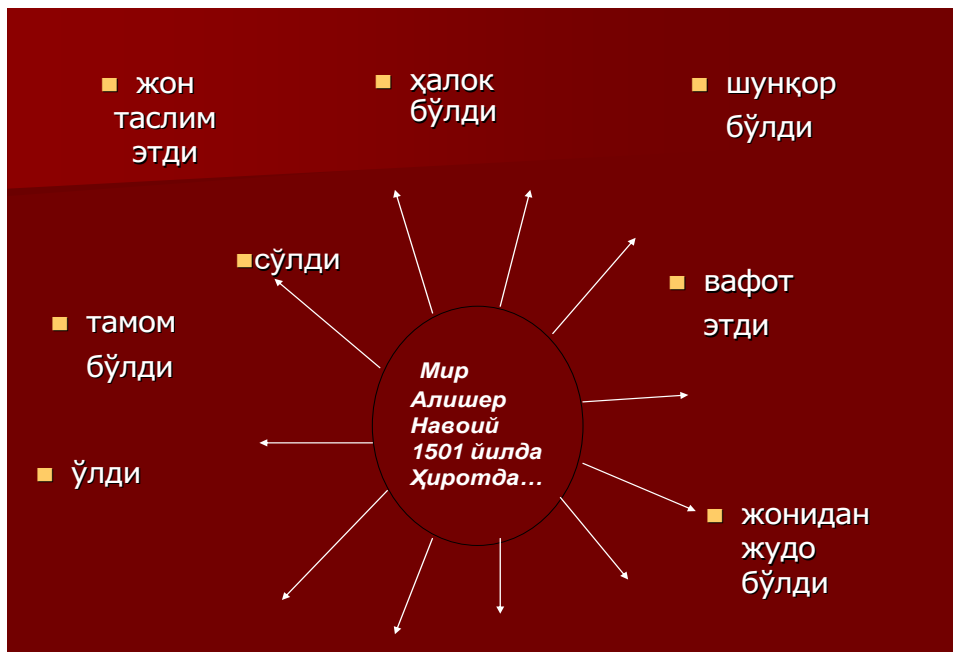 жон
таслим
этди
ҳалок
бўлди
шунқор
бўлди
сўлди
вафот
этди
тамом
бўлди
Мир
Алишер
Навоий
1501 йилда
Ҳиротда...
ўлди
жонидан
жудо
бўлди